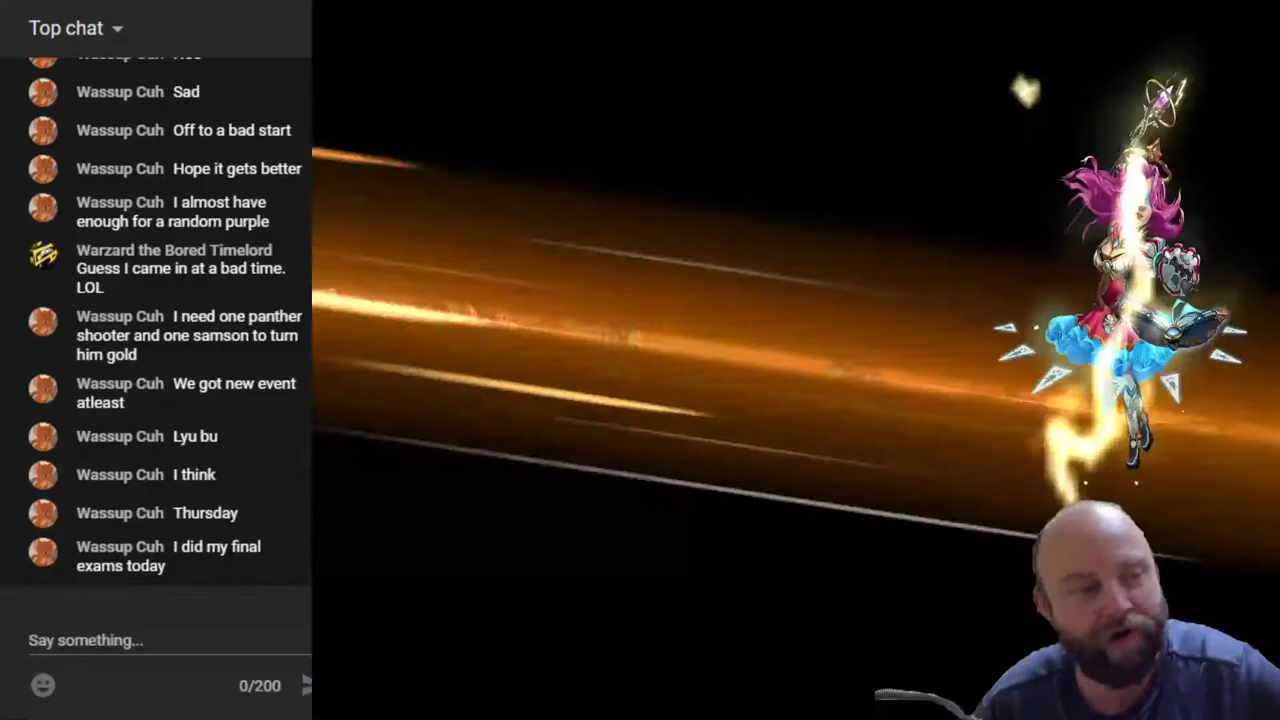 Top chat
Wassup Cuh
Wassup Cuh Sad
Wassup Cuh Off to a bad start
Wassup Cuh Hope it gets better
Wassup Cuh I almost have
enough for a random purple
Warzard the Bored Timelord
Guess I came in at a bad time.
LOL
Wassup Cuh I need one panther
shooter and one samson to turn
him gold
Wassup Cuh We got new event
atleast
Wassup Cuh Lyu bu
Wassup Cuh I think
Wassup Cuh Thursday
Wassup Cuh I did my final
exams today
Say something...
0/200